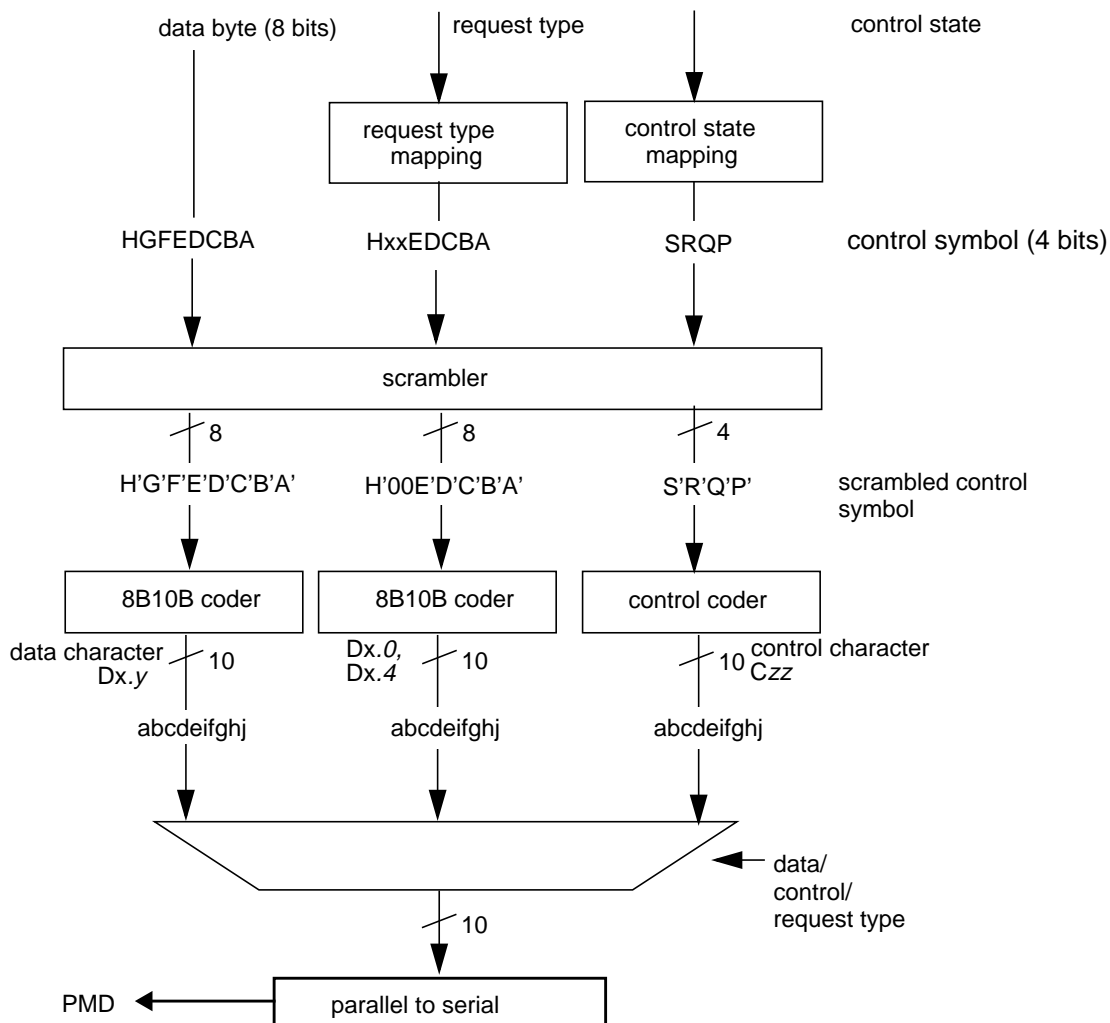 data byte (8 bits)
request type
control state
request type
mapping
control state
mapping
HGFEDCBA
HxxEDCBA
SRQP
control symbol (4 bits)
scrambler
8
8
4
H’G’F’E’D’C’B’A’
H’00E’D’C’B’A’
S’R’Q’P’
scrambled control
symbol
8B10B coder
8B10B coder
control coder
data character
Dx.y
10
Dx.0,
Dx.4
10
10
control character
Czz
abcdeifghj
abcdeifghj
abcdeifghj
data/
control/
request type
10
PMD
parallel to serial